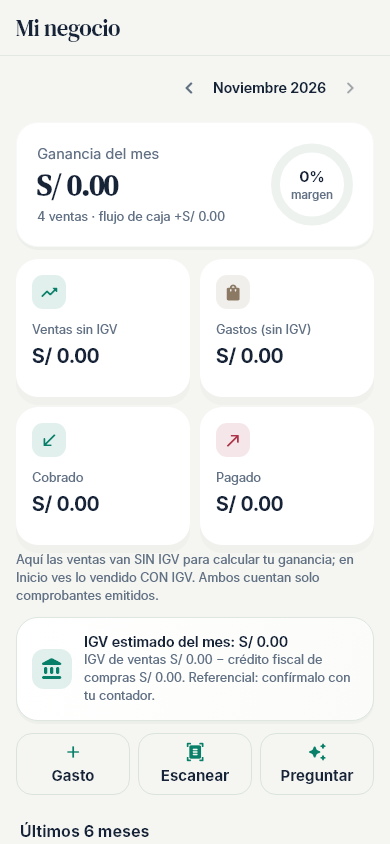 Mi negocio
Noviembre 2026
Ganancia del mes
S/ 0.00
4 ventas · flujo de caja +S/ 0.00
0%
margen
Ventas sin IGV
S/ 0.00
Gastos (sin IGV)
S/ 0.00
Cobrado
S/ 0.00
Pagado
S/ 0.00
Aquí las ventas van SIN IGV para calcular tu ganancia; en
Inicio ves lo vendido CON IGV. Ambos cuentan solo
comprobantes emitidos.
IGV estimado del mes: S/ 0.00
IGV de ventas S/ 0.00 − crédito fiscal de
compras S/ 0.00. Referencial: confírmalo con
tu contador.
Gasto
Escanear
Preguntar
Últimos 6 meses